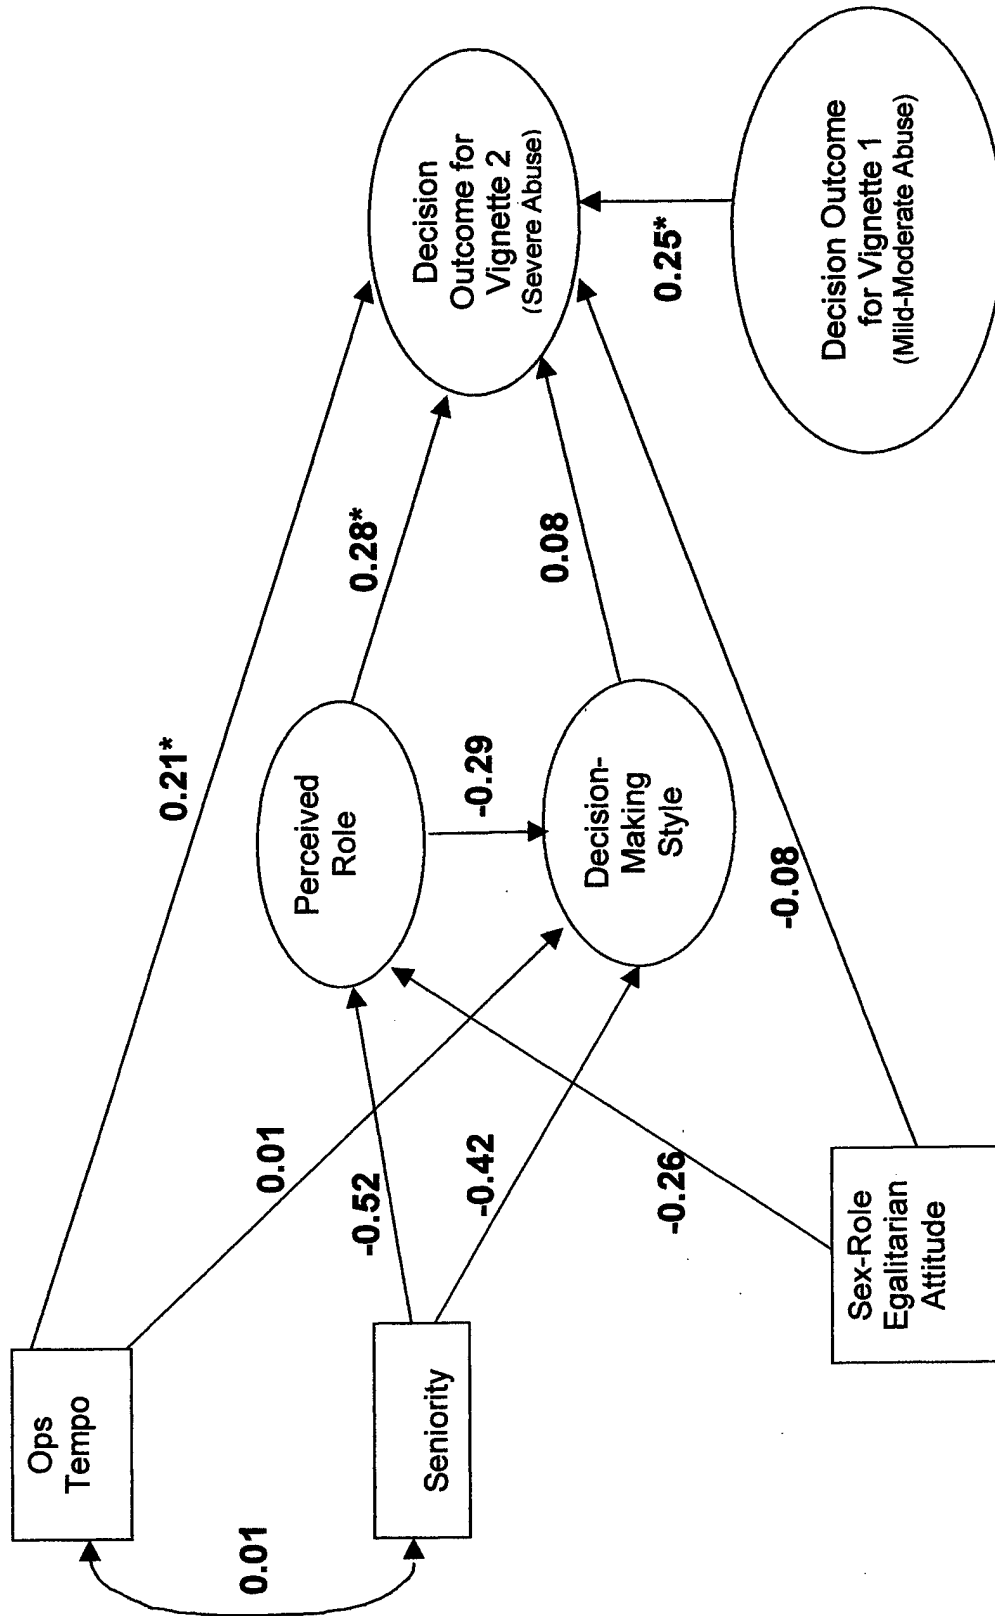 Ops
Tempo
0.01
Seniority
Sex-Role
Egalitarian
Attitude
0.21*
0.01
-0.52
-0.42
-0.26
Perceived
Role
-0.29
Decision-
Making
Style
0.28*
0.08
-0.08
Decision
Outcome for
Vignette 2
(Severe Abuse)
0.25*
Decision Outcome
for Vignette 1
(Mild-Moderate Abuse)